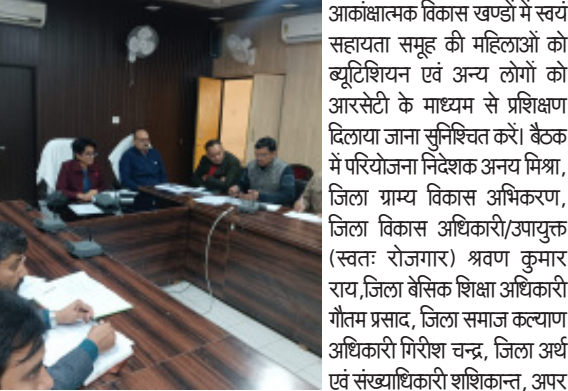 आकांक्षात्मक विकास खण्डों में स्वयं
सहायता समूह की महिलाओं को
ब्यूटिशियन एवं अन्य लोगों को
आरसेटी के माध्यम से प्रशिक्षण
दिलाया जाना सुनिश्चित करें। बैठक
में परियोजना निदेशक अनय मिश्रा,
जिला ग्राम्य विकास अभिकरण,
जिला विकास अधिकारी/उपायुक्त
(स्वतः रोजगार) श्रवण कुमार
राय,जिला बेसिक शिक्षा अधिकारी
गौतम प्रसाद, जिला समाज कल्याण
अधिकारी गिरीश चन्द्र, जिला अर्थ
एवं संख्याधिकारी शशिकान्त, अपर